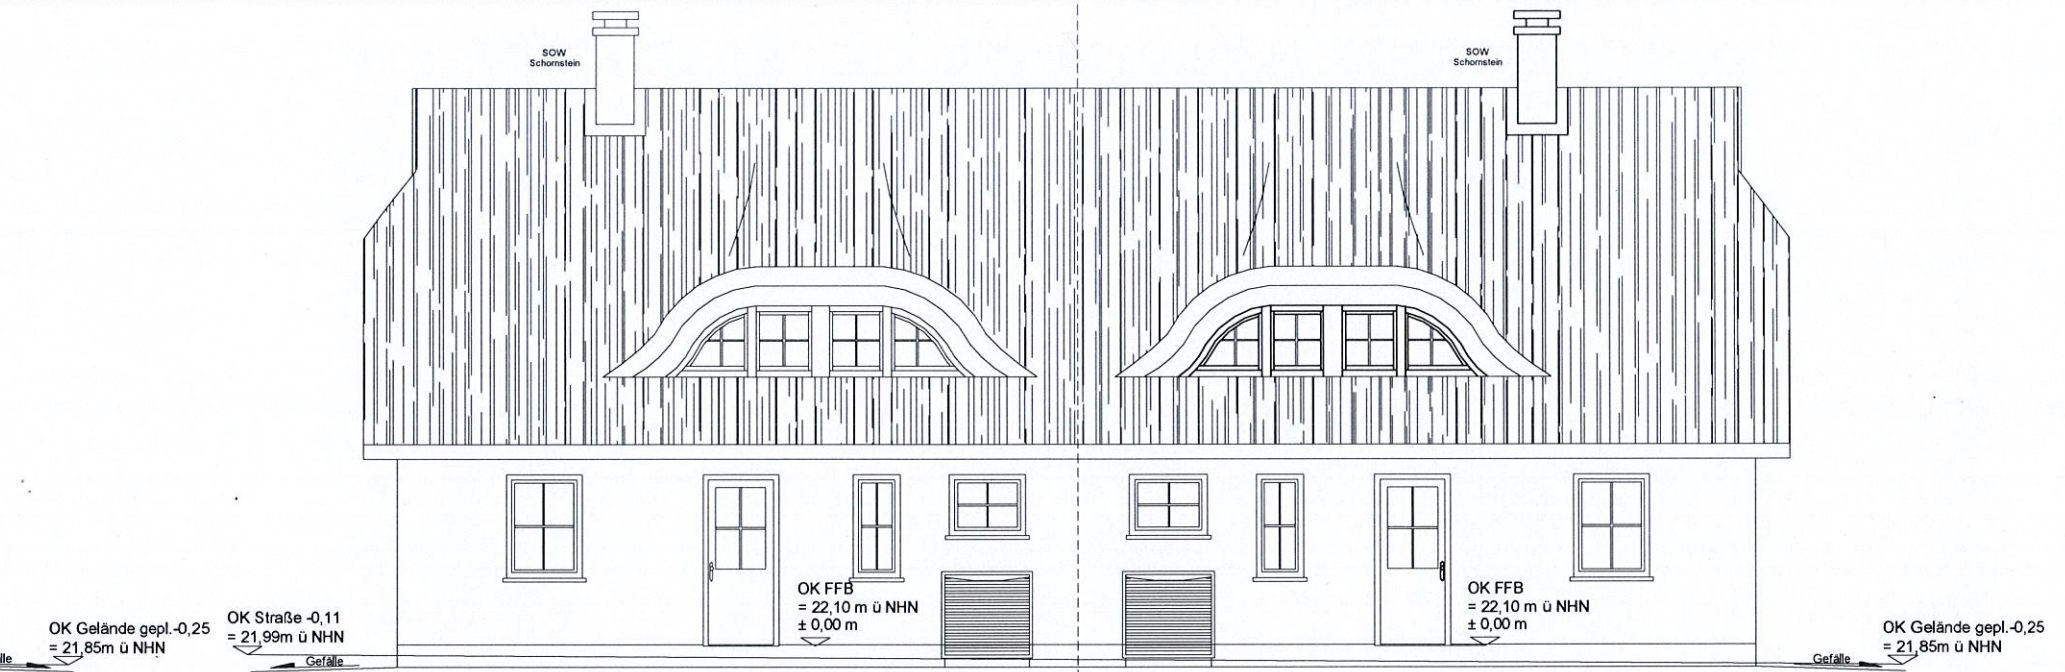 SOW
Schornstein
SOW
Schornstein
OK FFB
= 22,10 m ü NHN
± 0,00 m
OK FFB
= 22,10 m ü NHN
± 0,00 m
OK Gelände gepl.-0,25
= 21,85m ü NHN
OK Straße -0,11
= 21,99m ü NHN
Gefälle
OK Gelände gepl.-0,25
= 21,85m ü NHN
Gefälle